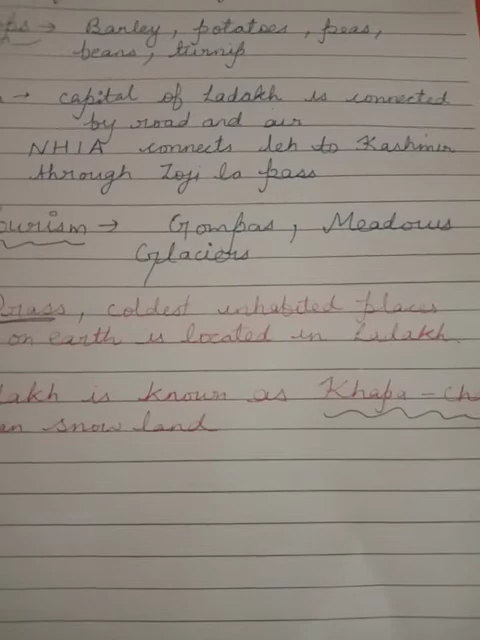 ps → Barley, potatoes, peas,
beans, turnip
→ capital of Ladakh is connected
by road and air
NHIA connects leh to Kashmir
through Zoji la pass
ourism → Gompas, Meadows
Glaciers
Drass, coldest inhabited places
on earth is located in Ladakh.
dakh is known as Khapa-ch
an snow land